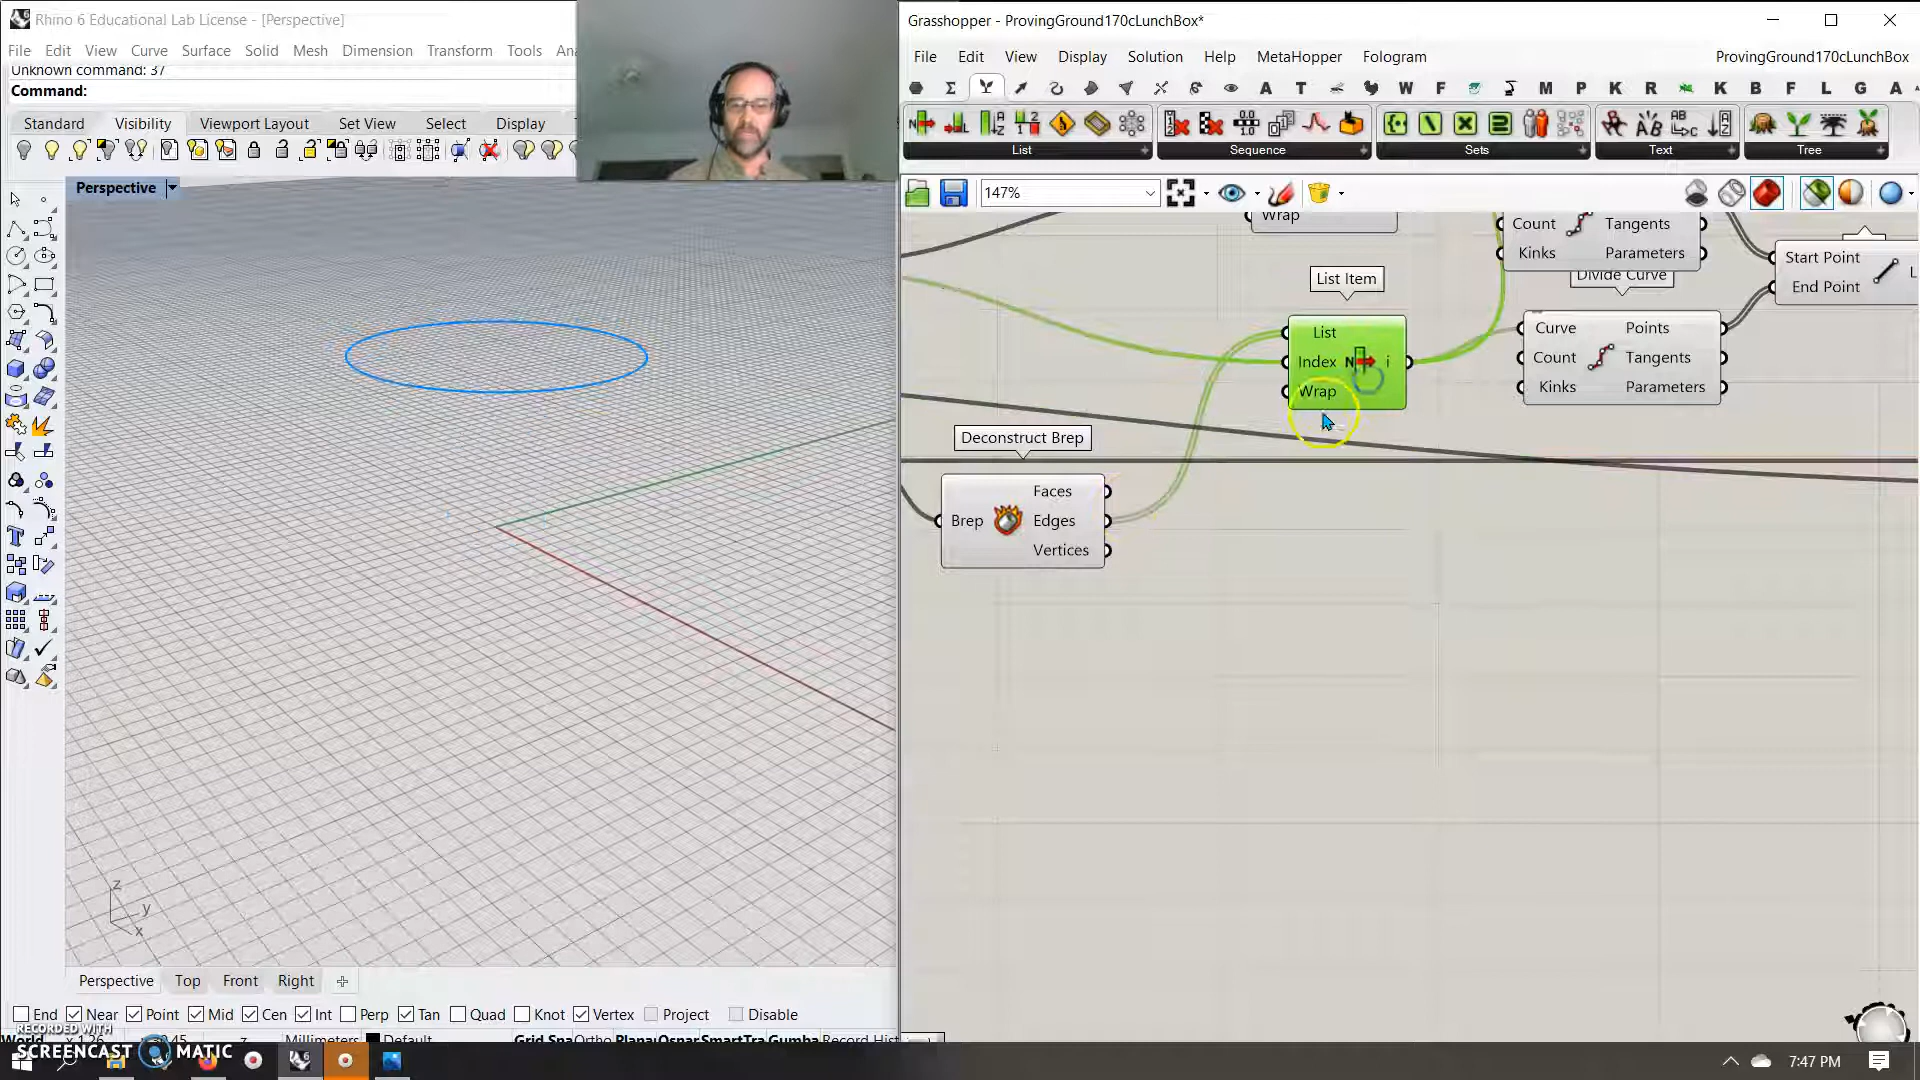 Rhino 6 Educational Lab License - [Perspective]
File Edit View Curve Surface Solid Mesh Dimension Transform Tools
Unknown command: 37
Command:
Standard Visibility Viewport Layout Set View Select Display
Perspective
z
y
x
Perspective Top Front Right
End Near Point Mid Cen Int Perp Tan Quad Knot Vertex Project Disable
Millimeters Default
RECORDED WITH
SCREENCAST MATIC
Grasshopper - ProvingGround170cLunchBox*
File Edit View Display Solution Help MetaHopper Fologram ProvingGround170cLunchBox
A T W F M P K R K B F L G A
List Sequence Sets Text Tree
147%
Wrap
Count Tangents
Kinks Parameters
Start Point
End Point
List Item
Divide Curve
List
Index i
Wrap
Curve Points
Count Tangents
Kinks Parameters
Deconstruct Brep
Faces
Brep Edges
Vertices
7:47 PM